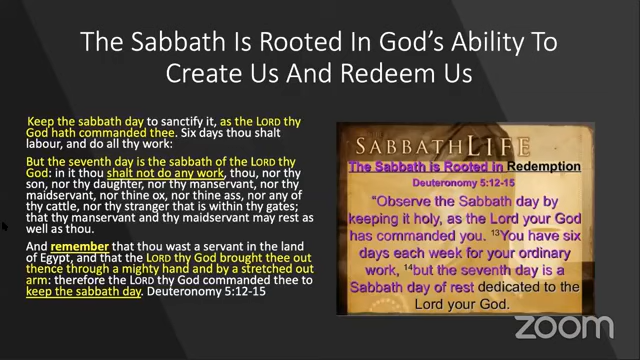 The Sabbath Is Rooted In God's Ability To
Create Us And Redeem Us
Keep the sabbath day to sanctify it, as the LORD thy
God hath commanded thee. Six days thou shalt
labour, and do all thy work:
But the seventh day is the sabbath of the LORD thy
God: in it thou shalt not do any work, thou, nor thy
son, nor thy daughter, nor thy manservant, nor thy
maidservant, nor thine ox, nor thine ass, nor any of
thy cattle, nor thy stranger that is within thy gates;
that thy manservant and thy maidservant may rest as
well as thou.
And remember that thou wast a servant in the land
of Egypt, and that the LORD thy God brought thee out
thence through a mighty hand and by a stretched out
arm: therefore the LORD thy God commanded thee to
keep the sabbath day. Deuteronomy 5:12-15
SABBATHLIFE
The Sabbath is Rooted in Redemption
Deuteronomy 5:12-15
"Observe the Sabbath day by
keeping it holy, as the Lord your God
has commanded you. 13You have six
days each week for your ordinary
work, 14but the seventh day is a
Sabbath day of rest dedicated to the
Lord your God.
zoom